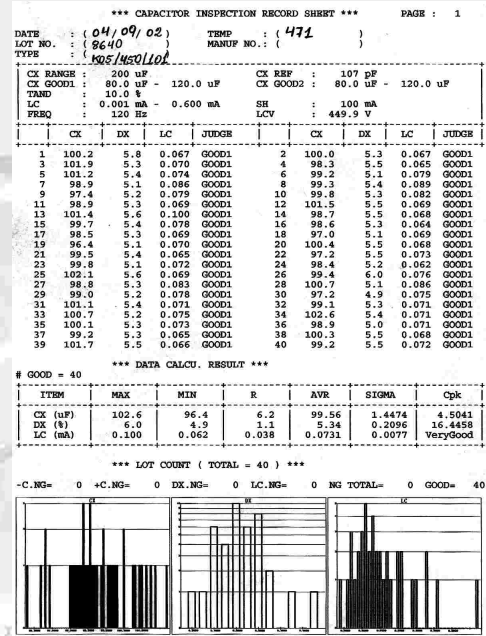 *** CAPACITOR INSPECTION RECORD SHEET *** PAGE : 1
DATE : ( 04/09/02 ) TEMP : ( 471 )
LOT NO. : ( 8640 ) MANUF NO.: ( )
TYPE : ( K05/450/101
CX RANGE : 200 uF CX REF : 107 pF
CX GOOD1 : 80.0 uF - 120.0 uF CX GOOD2 : 80.0 uF - 120.0 uF
TAND : 10.0 %
LC : 0.001 mA - 0.600 mA SH : 100 mA
FREQ : 120 Hz LCV : 449.9 V
| CX | DX | LC | JUDGE | | CX | DX | LC | JUDGE
1 100.2 5.8 0.067 GOOD1 2 100.0 5.3 0.067 GOOD1
3 101.9 5.3 0.070 GOOD1 4 98.3 5.5 0.065 GOOD1
5 101.2 5.4 0.074 GOOD1 6 99.2 5.1 0.079 GOOD1
7 98.9 5.1 0.086 GOOD1 8 99.3 5.4 0.089 GOOD1
9 97.4 5.2 0.079 GOOD1 10 99.8 5.3 0.082 GOOD1
11 98.9 5.3 0.069 GOOD1 12 101.5 5.5 0.069 GOOD1
13 101.4 5.6 0.100 GOOD1 14 98.7 5.5 0.068 GOOD1
15 99.7 5.4 0.078 GOOD1 16 98.6 5.3 0.064 GOOD1
17 98.5 5.3 0.069 GOOD1 18 97.0 5.1 0.069 GOOD1
19 96.4 5.1 0.070 GOOD1 20 100.4 5.5 0.068 GOOD1
21 99.5 5.4 0.065 GOOD1 22 97.2 5.5 0.073 GOOD1
23 99.8 5.1 0.072 GOOD1 24 98.4 5.2 0.062 GOOD1
25 102.1 5.6 0.069 GOOD1 26 99.4 6.0 0.076 GOOD1
27 98.8 5.3 0.083 GOOD1 28 100.7 5.1 0.086 GOOD1
29 99.0 5.2 0.078 GOOD1 30 97.2 4.9 0.075 GOOD1
31 101.1 5.4 0.071 GOOD1 32 99.1 5.3 0.071 GOOD1
33 100.7 5.2 0.075 GOOD1 34 102.6 5.4 0.071 GOOD1
35 100.1 5.3 0.073 GOOD1 36 98.9 5.0 0.071 GOOD1
37 99.2 5.3 0.065 GOOD1 38 100.3 5.5 0.068 GOOD1
39 101.7 5.5 0.066 GOOD1 40 99.2 5.5 0.072 GOOD1
*** DATA CALCU. RESULT ***
# GOOD = 40
| ITEM | MAX | MIN | R | AVR | SIGMA | Cpk |
| CX (uF) | 102.6 | 96.4 | 6.2 | 99.56 | 1.4474 | 4.5041 |
| DX (%) | 6.0 | 4.9 | 1.1 | 5.34 | 0.2096 | 16.4458 |
| LC (mA) | 0.100 | 0.062 | 0.038 | 0.0731 | 0.0077 | VeryGood |
*** LOT COUNT ( TOTAL = 40 ) ***
-C.NG= 0 +C.NG= 0 DX.NG= 0 LC.NG= 0 NG TOTAL= 0 GOOD= 40
CX DX LC